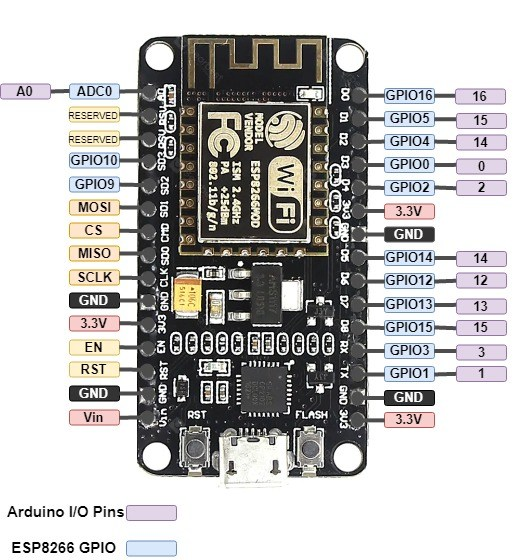 A0 ADC0
RESERVED
RESERVED
GPIO10
GPIO9
MOSI
CS
MISO
SCLK
GND
3.3V
EN
RST
GND
Vin
A0
RSV
RSV
SD3
SD2
SD1
CMD
SD0
CLK
GND
3V3
EN
RST
GND
Vin
MODEL
VENDOR
ESP8266MOD
FC
WiFi
ISM 2.4GHz
PA +25dBm
802.11b/g/n
RST
FLASH
D0
D1
D2
D3
D4
3V3
GND
D5
D6
D7
D8
RX
TX
GND
3V3
GPIO16 16
GPIO5 15
GPIO4 14
GPIO0 0
GPIO2 2
3.3V
GND
GPIO14 14
GPIO12 12
GPIO13 13
GPIO15 15
GPIO3 3
GPIO1 1
GND
3.3V
Arduino I/O Pins
ESP8266 GPIO